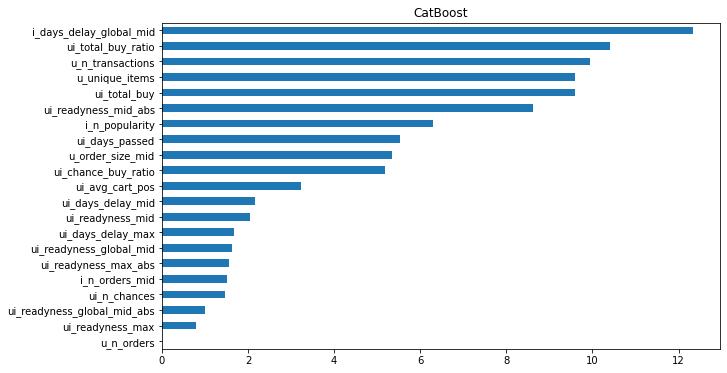 CatBoost
i_days_delay_global_mid
ui_total_buy_ratio
u_n_transactions
u_unique_items
ui_total_buy
ui_readyness_mid_abs
i_n_popularity
ui_days_passed
u_order_size_mid
ui_chance_buy_ratio
ui_avg_cart_pos
ui_days_delay_mid
ui_readyness_mid
ui_days_delay_max
ui_readyness_global_mid
ui_readyness_max_abs
i_n_orders_mid
ui_n_chances
ui_readyness_global_mid_abs
ui_readyness_max
u_n_orders
0 2 4 6 8 10 12